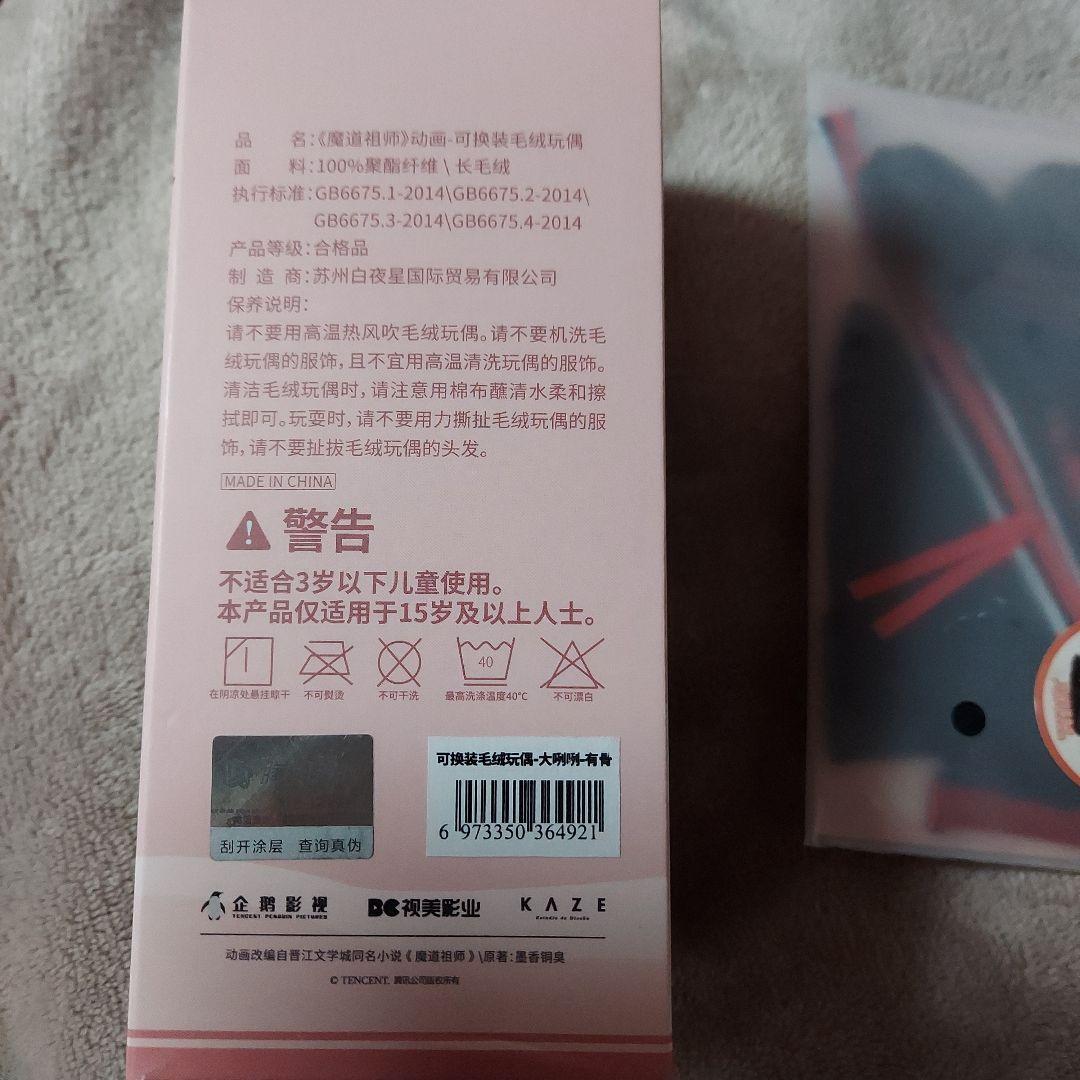 品 名：《魔道祖师》动画-可换装毛绒玩偶
面 料：100%聚酯纤维 \ 长毛绒
执行标准：GB6675.1-2014\GB6675.2-2014\
GB6675.3-2014\GB6675.4-2014
产品等级：合格品
制 造 商：苏州白夜星国际贸易有限公司
保养说明：
请不要用高温热风吹毛绒玩偶。请不要机洗毛
绒玩偶的服饰，且不宜用高温清洗玩偶的服饰。
清洁毛绒玩偶时，请注意用棉布蘸清水柔和擦
拭即可。玩耍时，请不要用力撕扯毛绒玩偶的服
饰，请不要扯拔毛绒玩偶的头发。
MADE IN CHINA
警告
不适合3岁以下儿童使用。
本产品仅适用于15岁及以上人士。
40
在阴凉处悬挂晾干 不可熨烫 不可干洗 最高洗涤温度40°C 不可漂白
刮开涂层 查询真伪
可换装毛绒玩偶-大咧咧-有骨
6 973350 364921
企鹅影视
TENCENT PENGUIN PICTURES
视美影业
KAZE
Estudio de Diseño
动画改编自晋江文学城同名小说《魔道祖师》\原著：墨香铜臭
© TENCENT. 腾讯公司版权所有